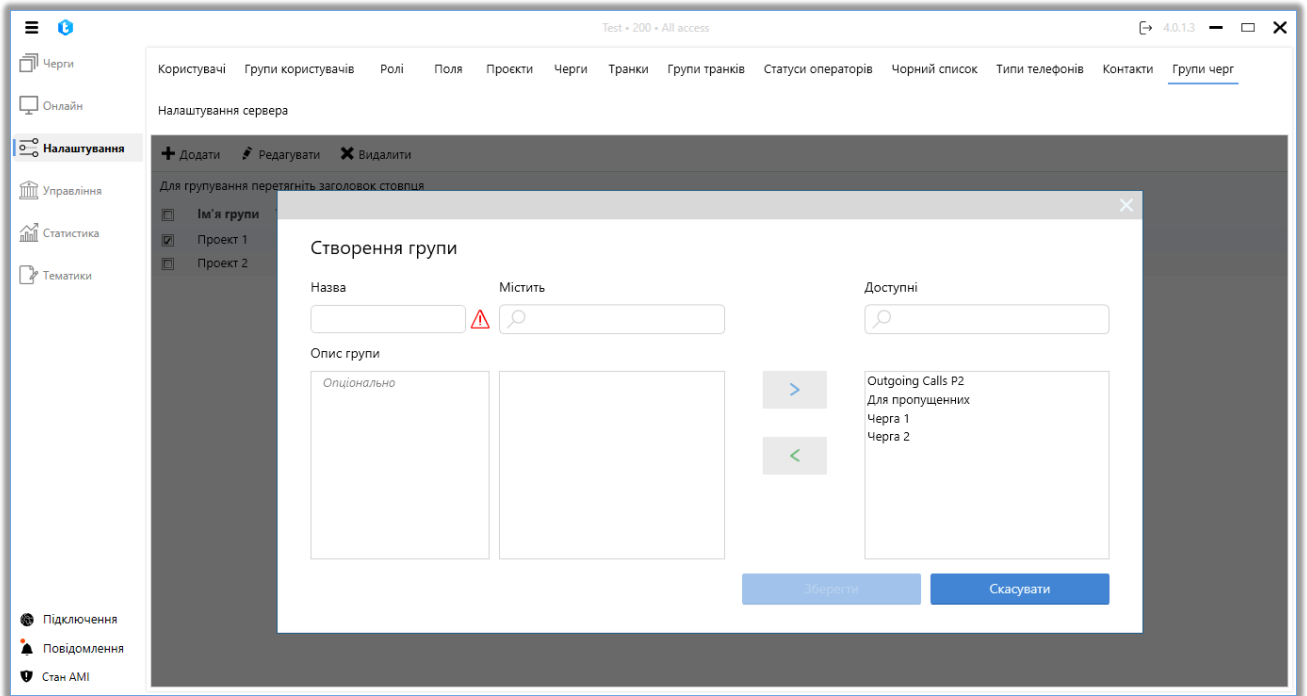 Test • 200 • All access
4.0.1.3
Черги
Онлайн
Налаштування
Управління
Статистика
Тематики
Підключення
Повідомлення
Стан AMI
Користувачі Групи користувачів Ролі Поля Проєкти Черги Транки Групи транків Статуси операторів Чорний список Типи телефонів Контакти Групи черг
Налаштування сервера
Додати Редагувати Видалити
Для групування перетягніть заголовок стовпця
Ім'я групи
Проект 1
Проект 2
Створення групи
Назва Містить Доступні
Опис групи
Опціонально
Outgoing Calls P2
Для пропущенних
Черга 1
Черга 2
Зберегти Скасувати